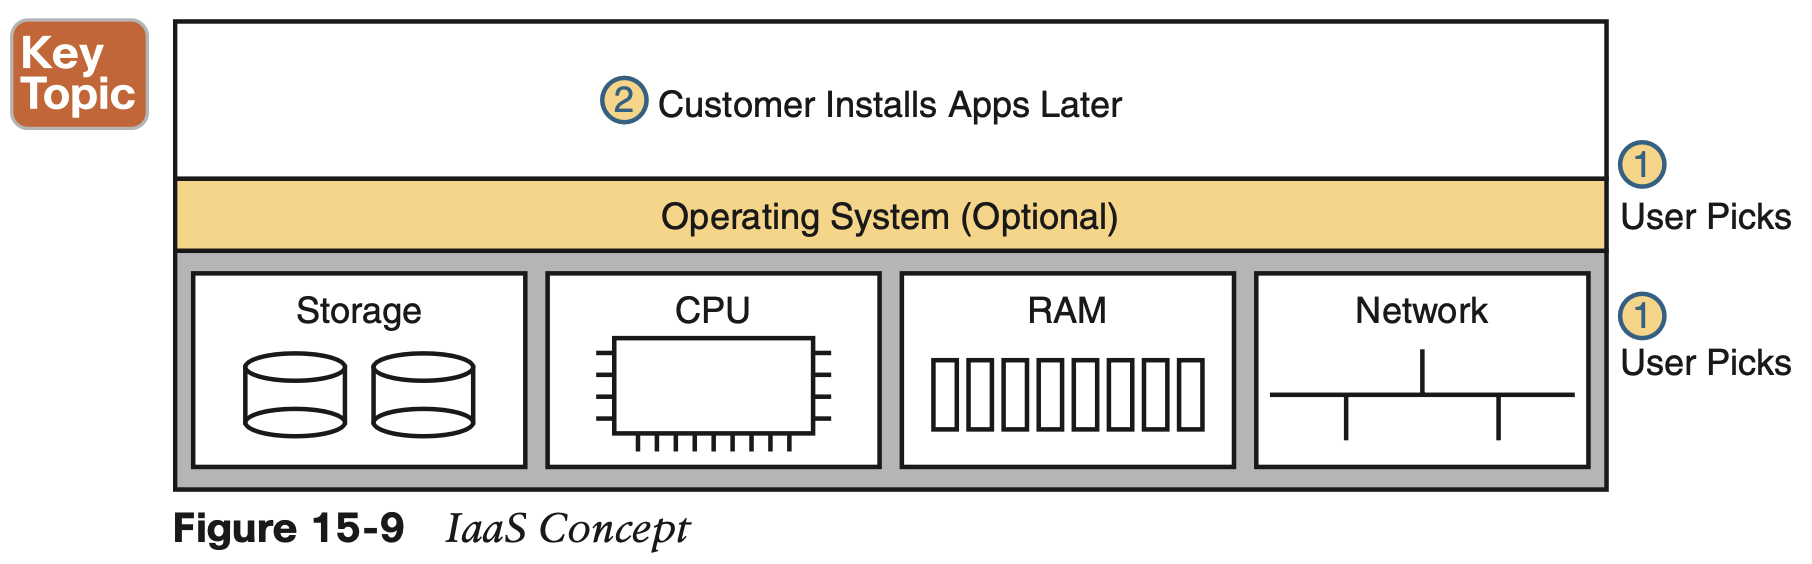 Key
Topic
2 Customer Installs Apps Later
1
User Picks
Operating System (Optional)
Storage
CPU
RAM
Network
1
User Picks
Figure 15-9 IaaS Concept